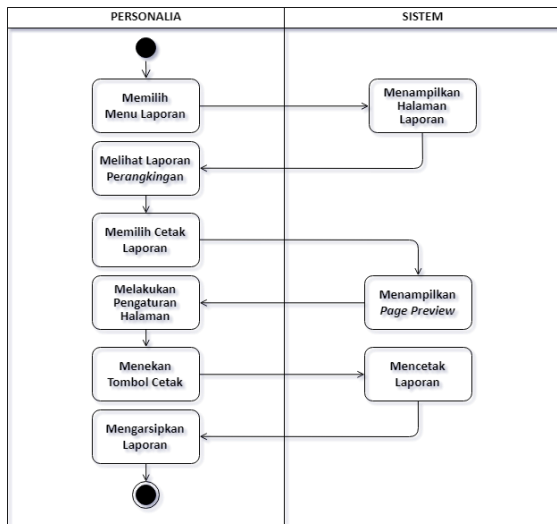 PERSONALIA
SISTEM
Memilih
Menu Laporan
Menampilkan
Halaman
Laporan
Melihat Laporan
Perangkingan
Memilih Cetak
Laporan
Melakukan
Pengaturan
Halaman
Menampilkan
Page Preview
Menekan
Tombol Cetak
Mencetak
Laporan
Mengarsipkan
Laporan